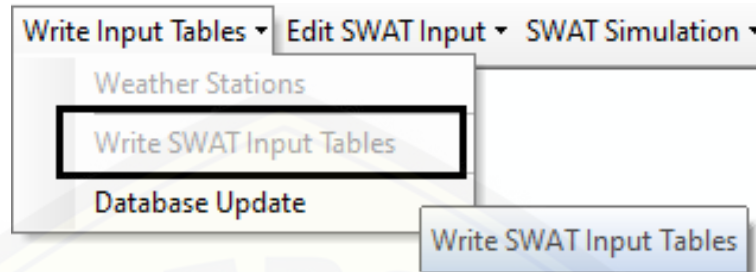 Write Input Tables Edit SWAT Input SWAT Simulation
Weather Stations
Write SWAT Input Tables
Database Update
Write SWAT Input Tables